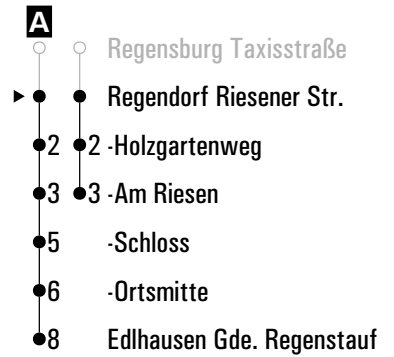 A
Regensburg Taxisstraße
Regendorf Riesener Str.
2 2 -Holzgartenweg
3 3 -Am Riesen
5 -Schloss
6 -Ortsmitte
8 Edlhausen Gde. Regenstauf